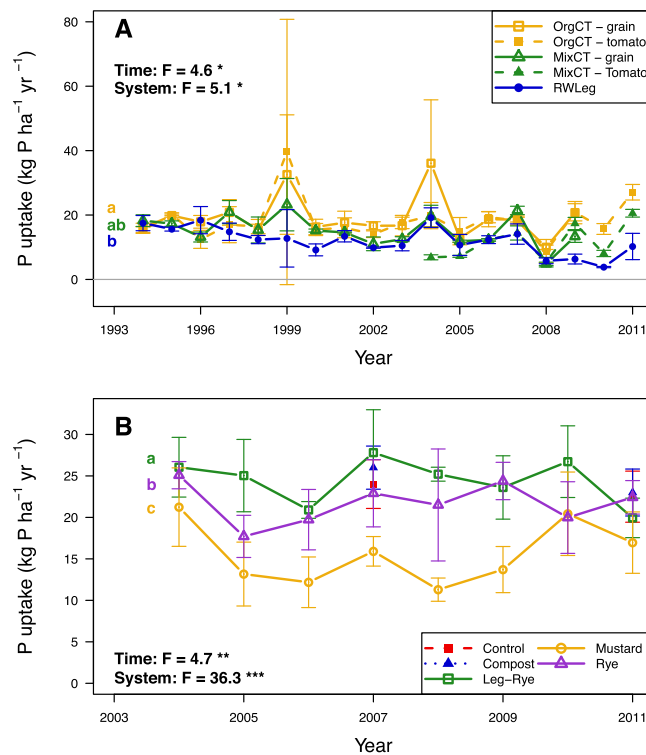 A
Time: F = 4.6 *
System: F = 5.1 *
OrgCT − grain
OrgCT − tomato
MixCT − grain
MixCT − Tomato
RWLeg
P uptake (kg P ha⁻¹ yr⁻¹)
80
60
40
20
0
a
ab
b
1993 1996 1999 2002 2005 2008 2011
Year
B
a
b
c
P uptake (kg P ha⁻¹ yr⁻¹)
30
25
20
15
10
5
0
Time: F = 4.7 **
System: F = 36.3 ***
Control
Compost
Leg−Rye
Mustard
Rye
2003 2005 2007 2009 2011
Year